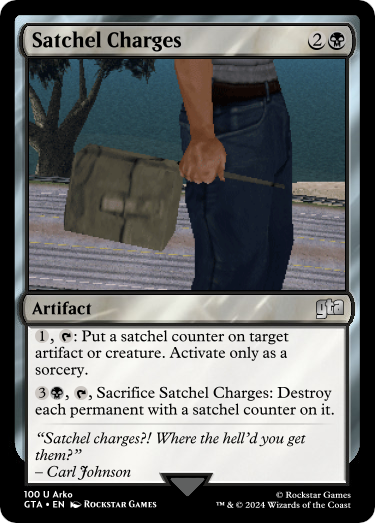 Satchel Charges 2
Artifact gta
1, : Put a satchel counter on target
artifact or creature. Activate only as a
sorcery.
3, , Sacrifice Satchel Charges: Destroy
each permanent with a satchel counter on it.
“Satchel charges?! Where the hell’d you get
them?”
– Carl Johnson
100 U Arko
GTA • EN ROCKSTAR GAMES
© Rockstar Games
™ & © 2024 Wizards of the Coast